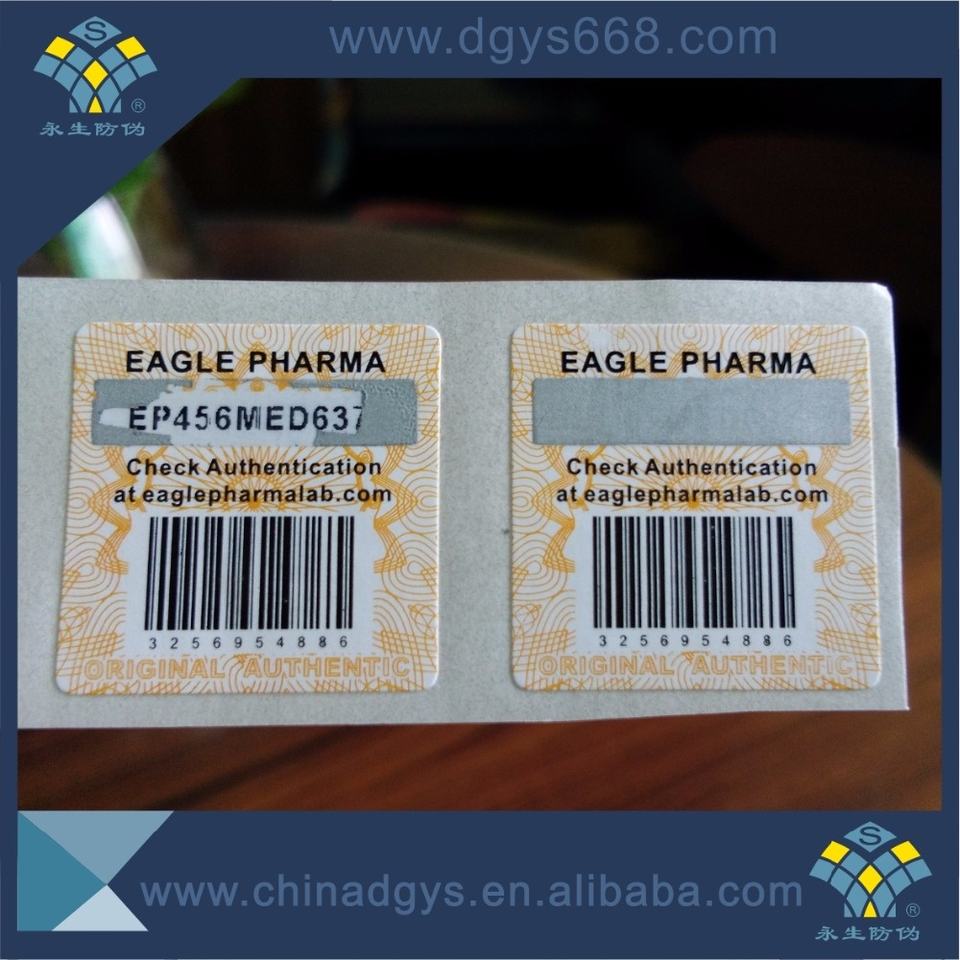 S
www.dgys668.com
®
永生防伪
EAGLE PHARMA
EP456MED637
Check Authentication
at eaglepharmalab.com
3256954886
ORIGINAL AUTHENTIC
EAGLE PHARMA
Check Authentication
at eaglepharmalab.com
3256954886
ORIGINAL AUTHENTIC
www.chinadgys.en.alibaba.com
S
®
永生防伪